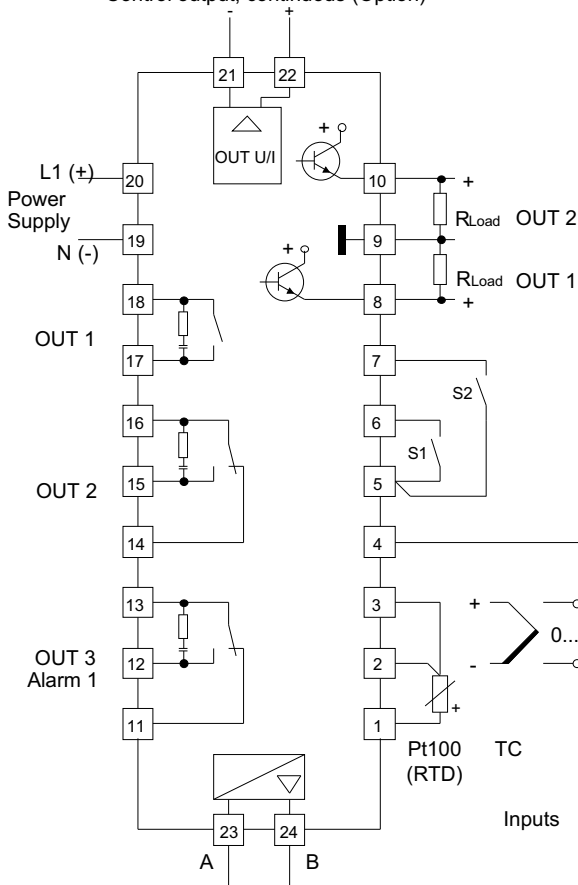 Control output, continuous (Option)
- +
21 22
OUT U/I
+
L1 (+) 20
Power
Supply
19
N (-)
10 +
RLoad OUT 2
9
+
RLoad OUT 1
8 +
18
OUT 1
17
7
S2
16
6
S1
15
OUT 2
5
14
4
13
3
+
0...
OUT 3
Alarm 1
12
2
-
11
1
+
Pt100
(RTD)
TC
Inputs
23 24
A B